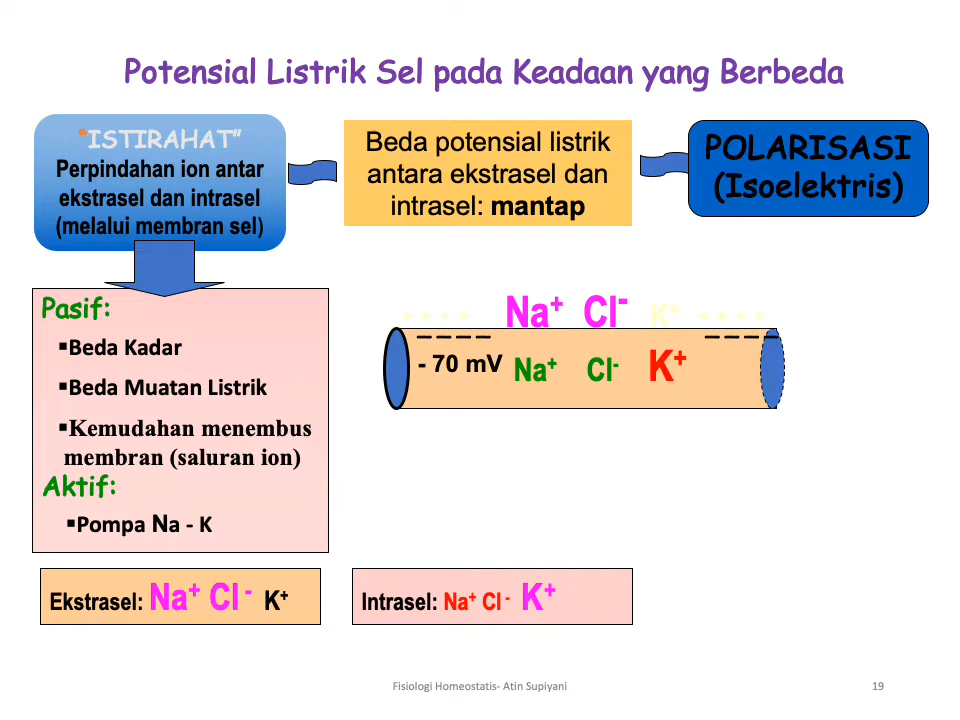 Potensial Listrik Sel pada Keadaan yang Berbeda
“ISTIRAHAT”
Perpindahan ion antar
ekstrasel dan intrasel
(melalui membran sel)
Beda potensial listrik
antara ekstrasel dan
intrasel: mantap
POLARISASI
(Isoelektris)
Pasif:
▪Beda Kadar
▪Beda Muatan Listrik
▪Kemudahan menembus
membran (saluran ion)
Aktif:
▪Pompa Na - K
+ + + + Na⁺ Cl⁻ K⁺ + + + +
– – – – – – – –
- 70 mV Na⁺ Cl⁻ K⁺
Ekstrasel: Na⁺ Cl⁻ K⁺
Intrasel: Na⁺ Cl⁻ K⁺
Fisiologi Homeostatis- Atin Supiyani
19